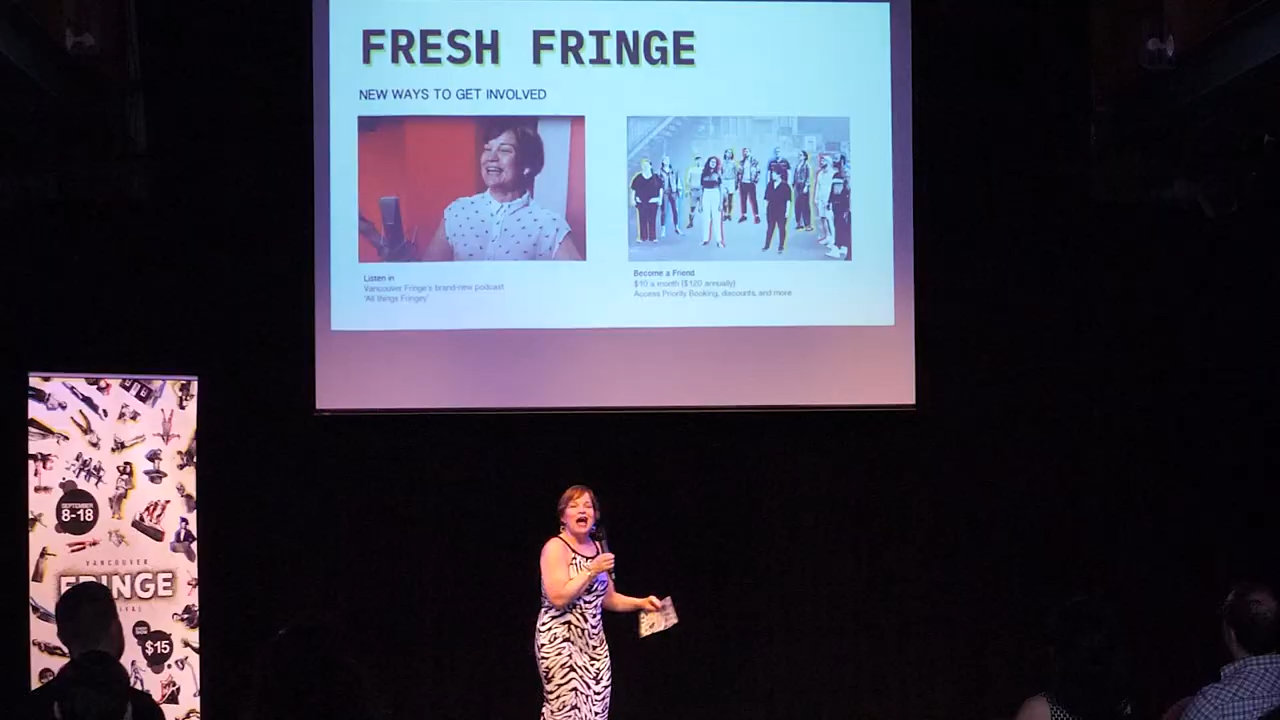 FRESH FRINGE
NEW WAYS TO GET INVOLVED
Listen in
Vancouver Fringe's brand-new podcast
'All things Fringey'
Become a Friend
$10 a month ($120 annually)
Access Priority Booking, discounts, and more
SEPTEMBER
8-18
VANCOUVER
FRINGE
$15